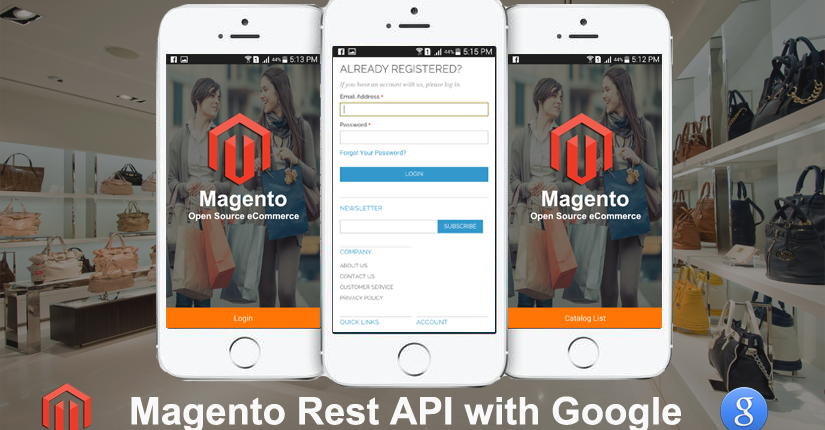 5:13 PM
44%
Magento
Open Source eCommerce
Login
5:15 PM
44%
ALREADY REGISTERED?
If you have an account with us, please log in.
Email Address *
Password *
Forgot Your Password?
LOGIN
NEWSLETTER
SUBSCRIBE
COMPANY
ABOUT US
CONTACT US
CUSTOMER SERVICE
PRIVACY POLICY
QUICK LINKS
ACCOUNT
44%
5:12 PM
Magento
Open Source eCommerce
Catalog List
Magento Rest API with Google
g